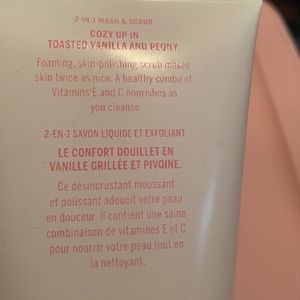 2-IN-1 WASH & SCRUB
COZY UP IN
TOASTED VANILLA AND PEONY.
Foaming, skin-polishing scrub makes
skin twice as nice. A healthy combo of
Vitamins E and C nourishes as
you cleanse.
2-EN-1 SAVON LIQUIDE ET EXFOLIANT
LE CONFORT DOUILLET EN
VANILLE GRILLÉE ET PIVOINE.
Ce désincrustant moussant
et polissant adoucit votre peau
en douceur. Il contient une saine
combinaison de vitamines E et C
pour nourrir votre peau tout en
la nettoyant.